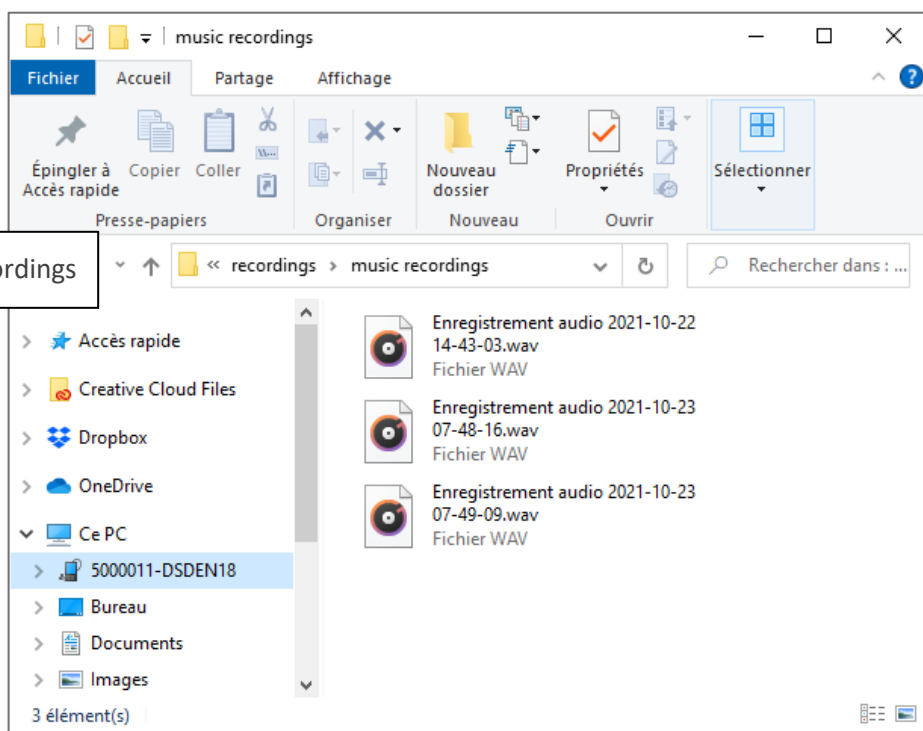 music recordings
Fichier Accueil Partage Affichage
Épingler à
Accès rapide
Copier
Coller
Nouveau
dossier
Propriétés
Sélectionner
Presse-papiers Organiser Nouveau Ouvrir
ordings
« recordings > music recordings
Rechercher dans : ...
Accès rapide
Creative Cloud Files
Dropbox
OneDrive
Ce PC
5000011-DSDEN18
Bureau
Documents
Images
Enregistrement audio 2021-10-22
14-43-03.wav
Fichier WAV
Enregistrement audio 2021-10-23
07-48-16.wav
Fichier WAV
Enregistrement audio 2021-10-23
07-49-09.wav
Fichier WAV
3 élément(s)